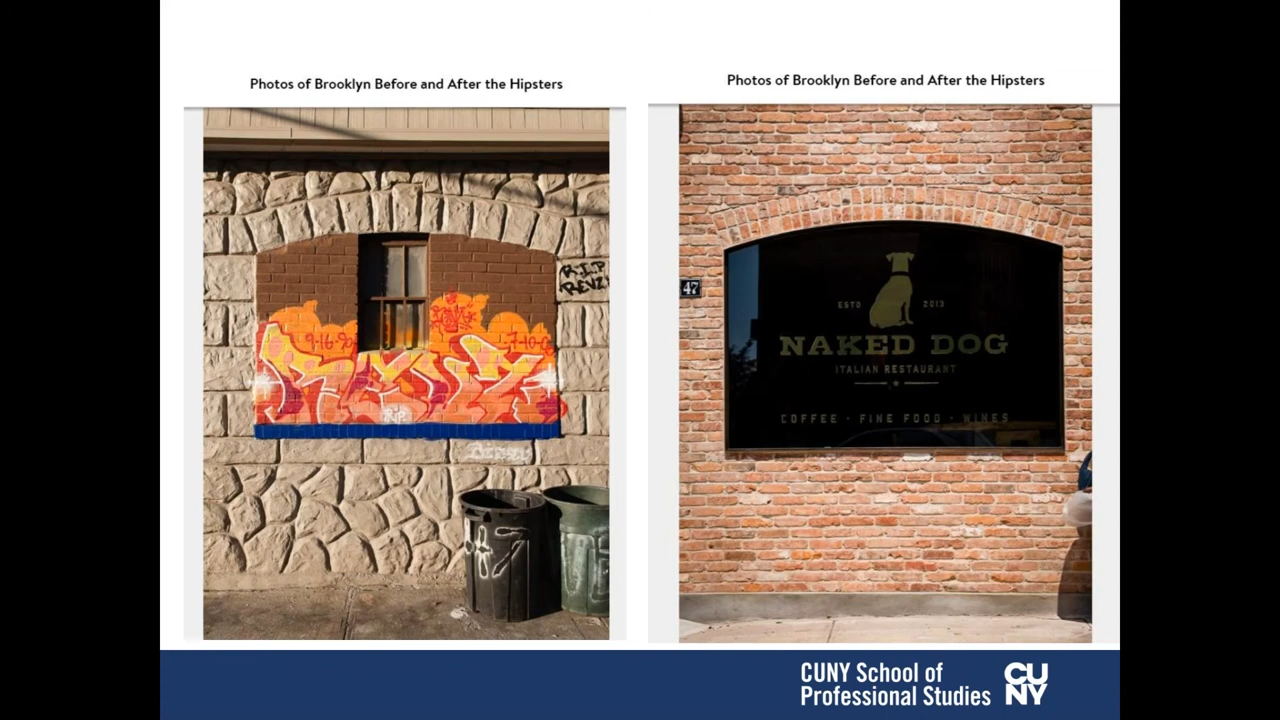 Photos of Brooklyn Before and After the Hipsters
R.I.P
REVZ
9-16-90
RIP
47
Photos of Brooklyn Before and After the Hipsters
47
ESTD 2013
NAKED DOG
ITALIAN RESTAURANT
COFFEE - FINE FOOD - WINES
CUNY School of
Professional Studies
CU
NY